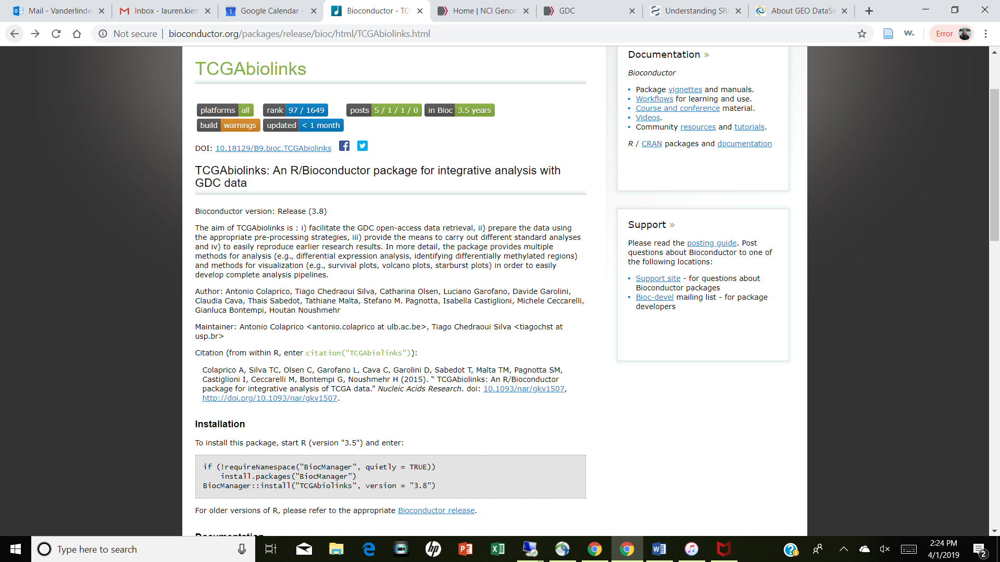 Mail - Vanderlinde
Inbox - lauren.kiem
Google Calendar -
Bioconductor - TC
Home | NCI Genom
GDC
Understanding SRA
About GEO DataSe
Not secure | bioconductor.org/packages/release/bioc/html/TCGAbiolinks.html
w.
Error
TCGAbiolinks
platforms all rank 97 / 1649 posts 5 / 1 / 1 / 0 in Bioc 3.5 years
build warnings updated < 1 month
DOI: 10.18129/B9.bioc.TCGAbiolinks
TCGAbiolinks: An R/Bioconductor package for integrative analysis with
GDC data
Bioconductor version: Release (3.8)
The aim of TCGAbiolinks is : i) facilitate the GDC open-access data retrieval, ii) prepare the data using
the appropriate pre-processing strategies, iii) provide the means to carry out different standard analyses
and iv) to easily reproduce earlier research results. In more detail, the package provides multiple
methods for analysis (e.g., differential expression analysis, identifying differentially methylated regions)
and methods for visualization (e.g., survival plots, volcano plots, starburst plots) in order to easily
develop complete analysis pipelines.
Author: Antonio Colaprico, Tiago Chedraoui Silva, Catharina Olsen, Luciano Garofano, Davide Garolini,
Claudia Cava, Thais Sabedot, Tathiane Malta, Stefano M. Pagnotta, Isabella Castiglioni, Michele Ceccarelli,
Gianluca Bontempi, Houtan Noushmehr
Maintainer: Antonio Colaprico <antonio.colaprico at ulb.ac.be>, Tiago Chedraoui Silva <tiagochst at
usp.br>
Citation (from within R, enter citation("TCGAbiolinks")):
Colaprico A, Silva TC, Olsen C, Garofano L, Cava C, Garolini D, Sabedot T, Malta TM, Pagnotta SM,
Castiglioni I, Ceccarelli M, Bontempi G, Noushmehr H (2015). “ TCGAbiolinks: An R/Bioconductor
package for integrative analysis of TCGA data.” Nucleic Acids Research. doi: 10.1093/nar/gkv1507,
http://doi.org/10.1093/nar/gkv1507.
Installation
To install this package, start R (version "3.5") and enter:
if (!requireNamespace("BiocManager", quietly = TRUE))
install.packages("BiocManager")
BiocManager::install("TCGAbiolinks", version = "3.8")
For older versions of R, please refer to the appropriate Bioconductor release.
Documentation
Documentation »
Bioconductor
Package vignettes and manuals.
Workflows for learning and use.
Course and conference material.
Videos.
Community resources and tutorials.
R / CRAN packages and documentation
Support »
Please read the posting guide. Post
questions about Bioconductor to one of
the following locations:
Support site - for questions about
Bioconductor packages
Bioc-devel mailing list - for package
developers
Type here to search
2:24 PM
4/1/2019
2